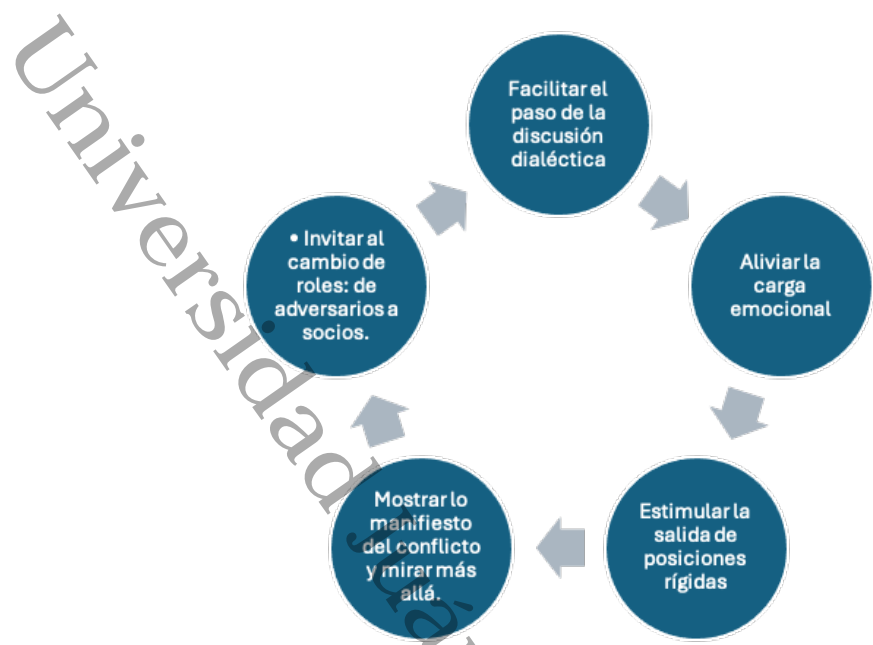 Facilitar el
paso de la
discusión
dialéctica
Aliviar la
carga
emocional
Estimular la
salida de
posiciones
rígidas
Mostrar lo
manifiesto
del conflicto
y mirar más
allá.
• Invitar al
cambio de
roles: de
adversarios a
socios.
Universidad Juá